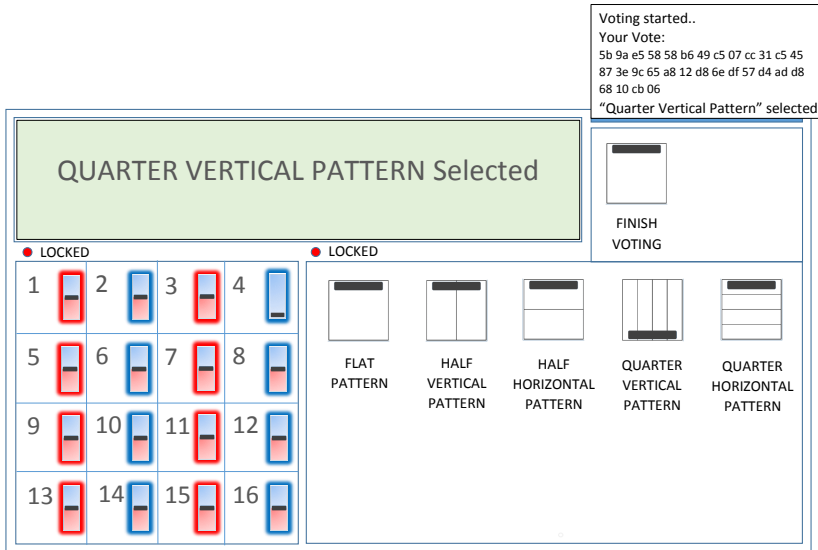 Voting started..
Your Vote:
5b 9a e5 58 58 b6 49 c5 07 cc 31 c5 45
87 3e 9c 65 a8 12 d8 6e df 57 d4 ad d8
68 10 cb 06
“Quarter Vertical Pattern” selected
QUARTER VERTICAL PATTERN Selected
FINISH
VOTING
LOCKED
LOCKED
1 2 3 4
5 6 7 8
9 10 11 12
13 14 15 16
FLAT
PATTERN
HALF
VERTICAL
PATTERN
HALF
HORIZONTAL
PATTERN
QUARTER
VERTICAL
PATTERN
QUARTER
HORIZONTAL
PATTERN